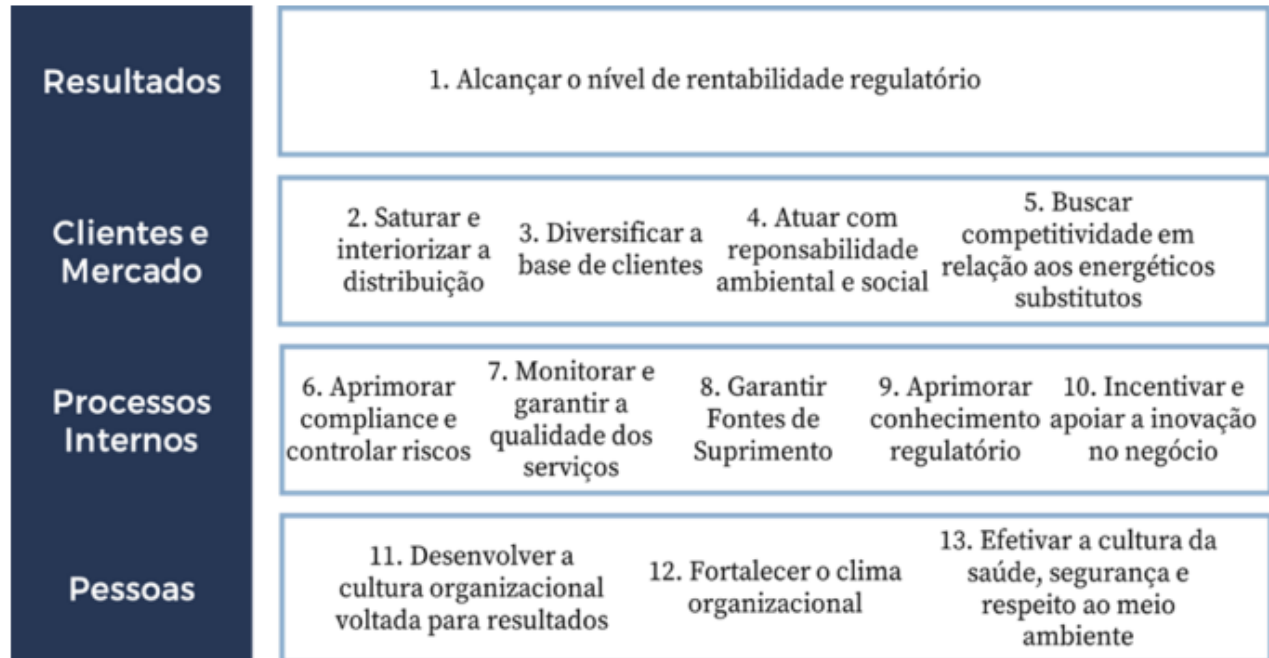 Resultados
1. Alcançar o nível de rentabilidade regulatório
Clientes e
Mercado
2. Saturar e
interiorizar a
distribuição
3. Diversificar a
base de clientes
4. Atuar com
reponsabilidade
ambiental e social
5. Buscar
competitividade em
relação aos energéticos
substitutos
Processos
Internos
6. Aprimorar
compliance e
controlar riscos
7. Monitorar e
garantir a
qualidade dos
serviços
8. Garantir
Fontes de
Suprimento
9. Aprimorar
conhecimento
regulatório
10. Incentivar e
apoiar a inovação
no negócio
Pessoas
11. Desenvolver a
cultura organizacional
voltada para resultados
12. Fortalecer o clima
organizacional
13. Efetivar a cultura da
saúde, segurança e
respeito ao meio
ambiente